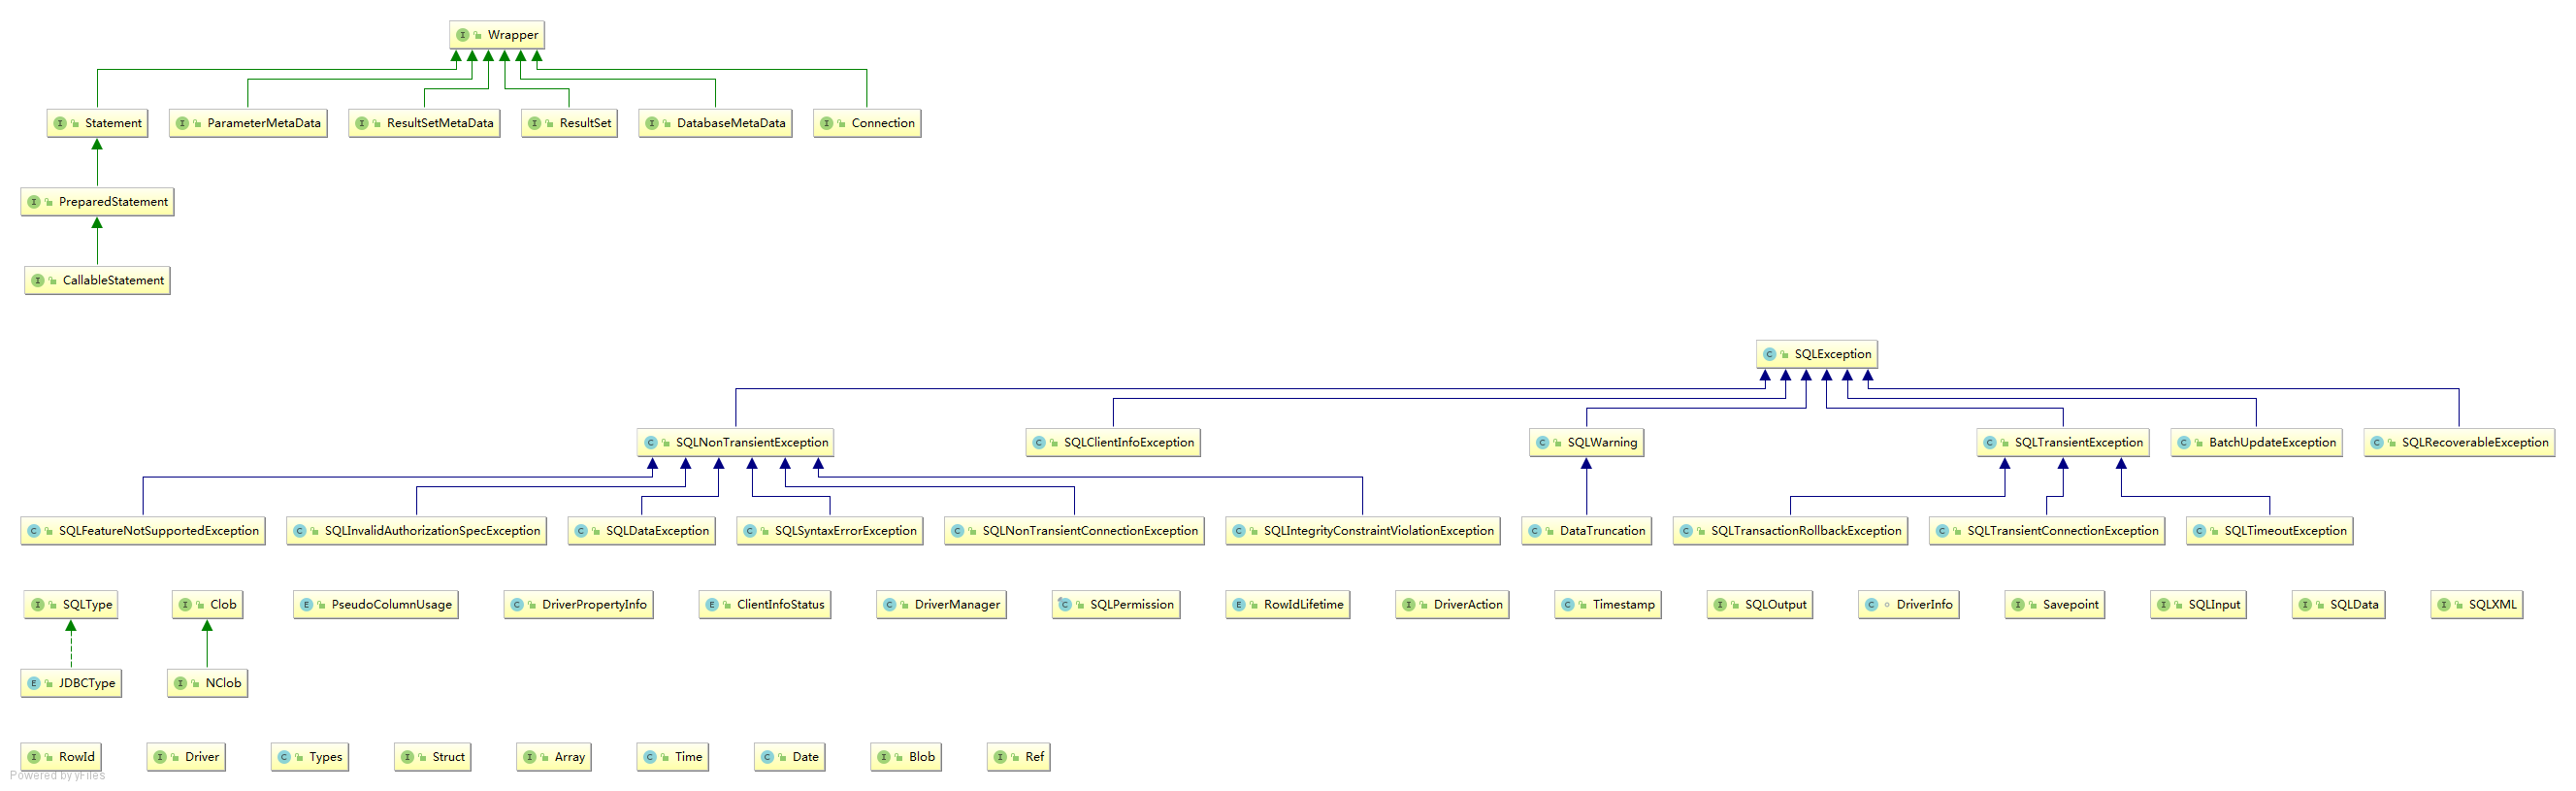 Wrapper
Statement
ParameterMetaData
ResultSetMetaData
ResultSet
DatabaseMetaData
Connection
PreparedStatement
CallableStatement
SQLException
SQLNonTransientException
SQLClientInfoException
SQLWarning
SQLTransientException
BatchUpdateException
SQLRecoverableException
SQLFeatureNotSupportedException
SQLInvalidAuthorizationSpecException
SQLDataException
SQLSyntaxErrorException
SQLNonTransientConnectionException
SQLIntegrityConstraintViolationException
DataTruncation
SQLTransactionRollbackException
SQLTransientConnectionException
SQLTimeoutException
SQLType
Clob
PseudoColumnUsage
DriverPropertyInfo
ClientInfoStatus
DriverManager
SQLPermission
RowIdLifetime
DriverAction
Timestamp
SQLOutput
DriverInfo
Savepoint
SQLInput
SQLData
SQLXML
JDBCType
NClob
RowId
Driver
Types
Struct
Array
Time
Date
Blob
Ref
Powered by yFiles